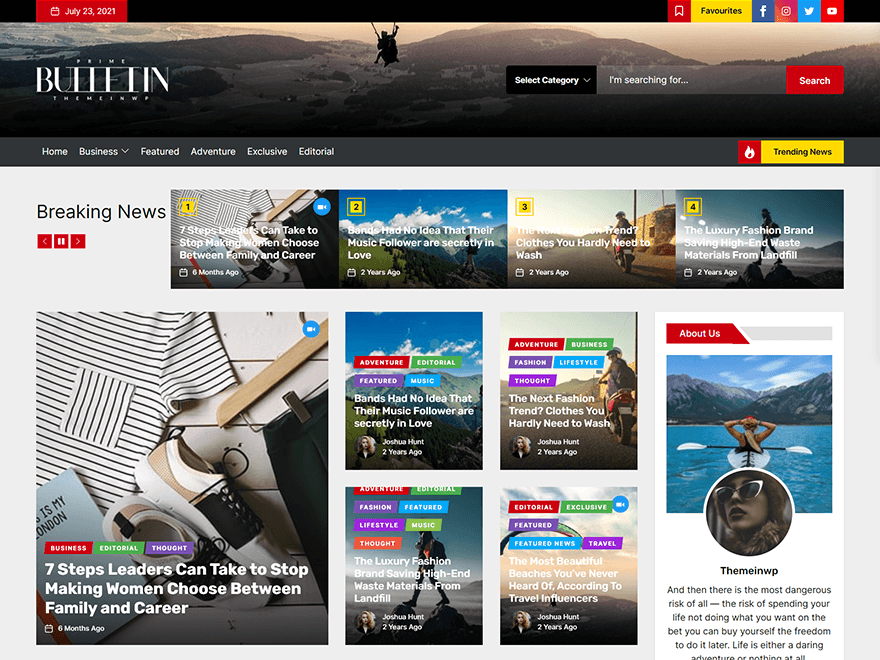 July 23, 2021
Favourites
PRIME
BULLETIN
THEMEINWP
Select Category
I'm searching for...
Search
Home
Business
Featured
Adventure
Exclusive
Editorial
Trending News
Breaking News
1
7 Steps Leaders Can Take to
Stop Making Women Choose
Between Family and Career
6 Months Ago
2
Bands Had No Idea That Their
Music Follower are secretly in
Love
2 Years Ago
3
The Next Fashion Trend?
Clothes You Hardly Need to
Wash
2 Years Ago
4
The Luxury Fashion Brand
Saving High-End Waste
Materials From Landfill
2 Years Ago
THIS IS MY
LONDON
BUSINESS
EDITORIAL
THOUGHT
7 Steps Leaders Can Take to Stop
Making Women Choose Between
Family and Career
6 Months Ago
ADVENTURE
EDITORIAL
FEATURED
MUSIC
Bands Had No Idea That
Their Music Follower are
secretly in Love
Joshua Hunt
2 Years Ago
ADVENTURE
BUSINESS
FASHION
LIFESTYLE
THOUGHT
The Next Fashion
Trend? Clothes You
Hardly Need to Wash
Joshua Hunt
2 Years Ago
ADVENTURE
EDITORIAL
FASHION
FEATURED
LIFESTYLE
MUSIC
THOUGHT
The Luxury Fashion
Brand Saving High-End
Waste Materials From
Landfill
Joshua Hunt
2 Years Ago
EDITORIAL
EXCLUSIVE
FEATURED
FEATURED NEWS
TRAVEL
The Most Beautiful
Beaches You've Never
Heard Of, According To
Travel Influencers
Joshua Hunt
2 Years Ago
About Us
Themeinwp
And then there is the most dangerous
risk of all — the risk of spending your
life not doing what you want on the
bet you can buy yourself the freedom
to do it later. Life is either a daring
adventure or nothing at all